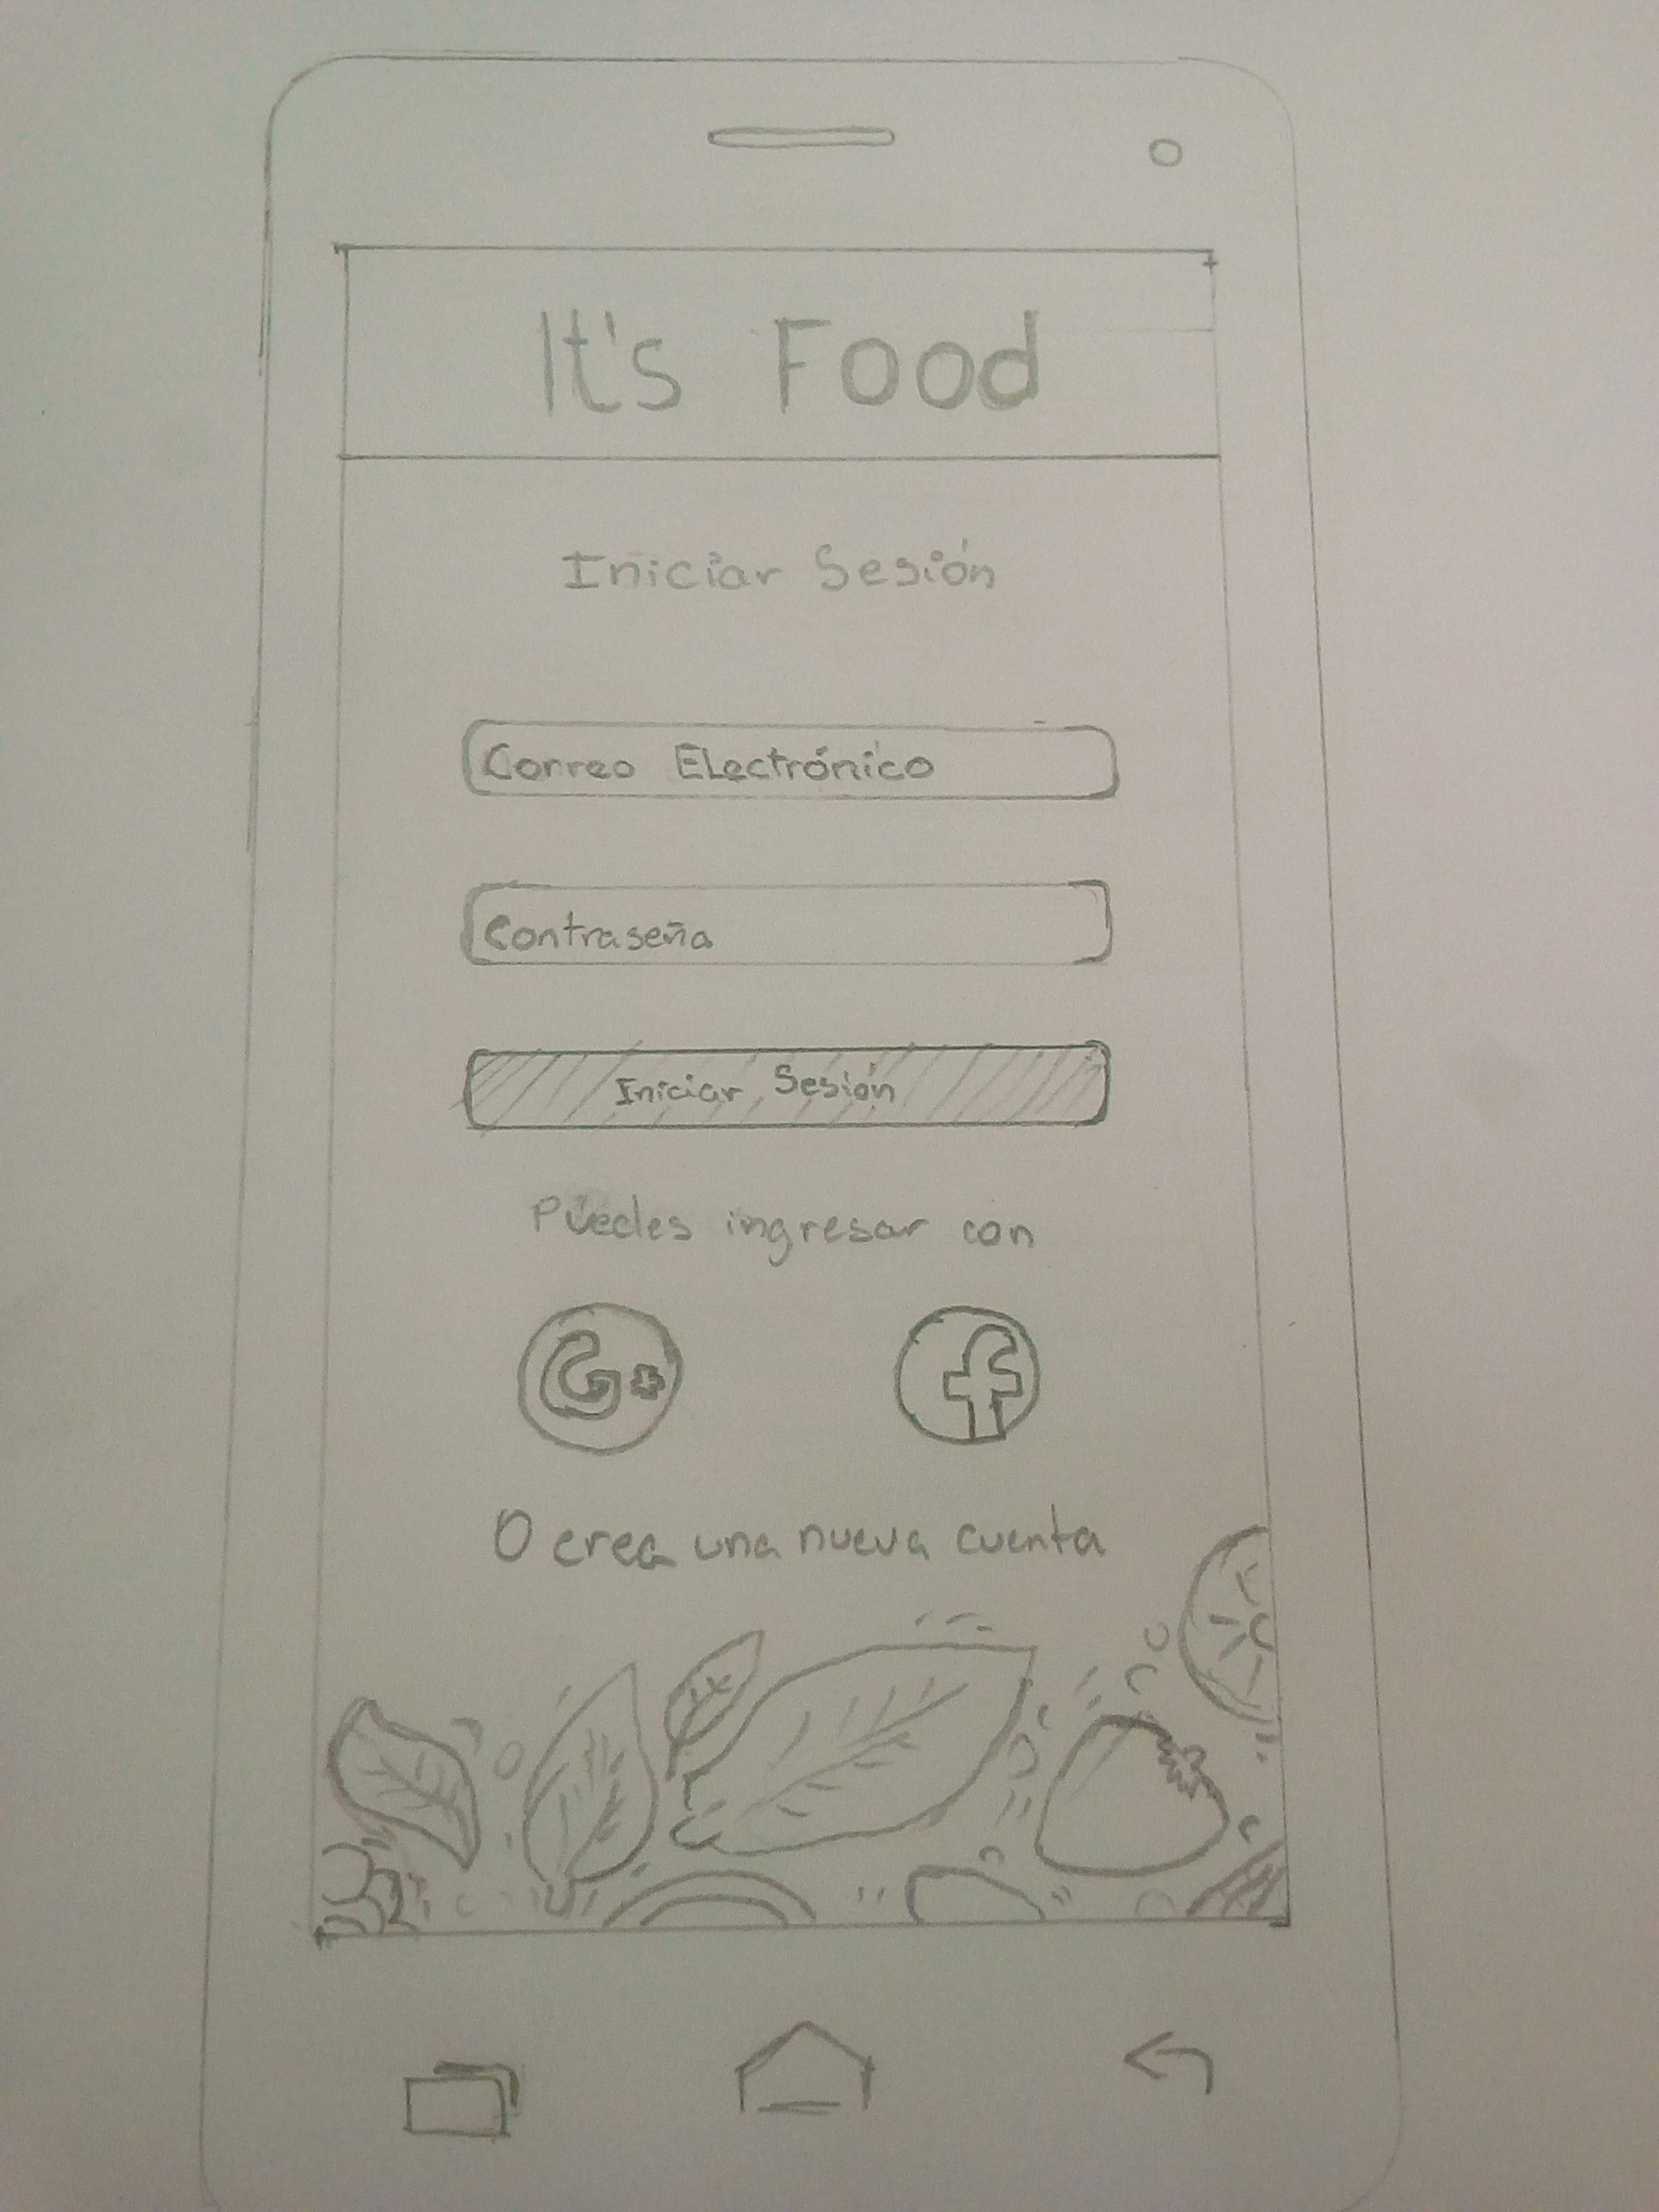 It's Food
Iniciar Sesión
Correo Electrónico
Contraseña
Iniciar Sesión
Puedes ingresar con
G+ f
O crea una nueva cuenta